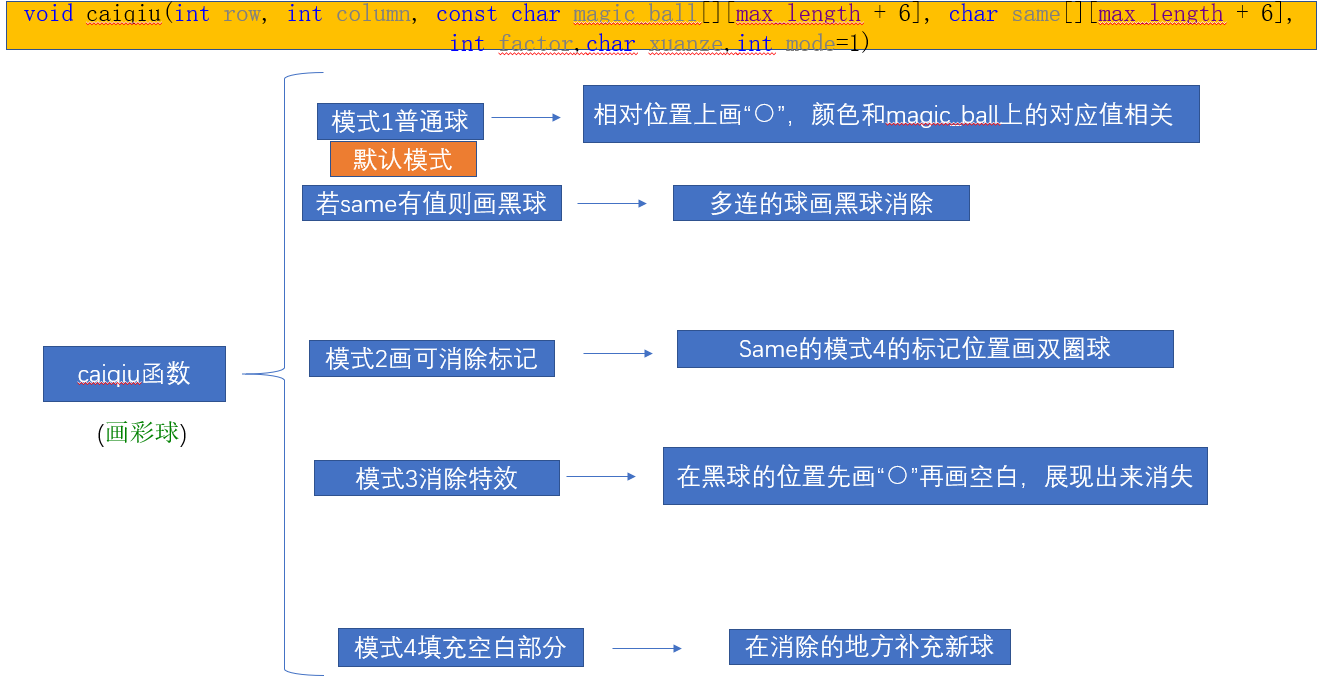 void caiqiu(int row, int column, const char magic_ball[][max_length + 6], char same[][max_length + 6],
int factor,char xuanze,int mode=1)
模式1普通球
相对位置上画“〇”，颜色和magic_ball上的对应值相关
默认模式
若same有值则画黑球
多连的球画黑球消除
模式2画可消除标记
Same的模式4的标记位置画双圈球
caiqiu函数
(画彩球)
模式3消除特效
在黑球的位置先画“〇”再画空白，展现出来消失
模式4填充空白部分
在消除的地方补充新球